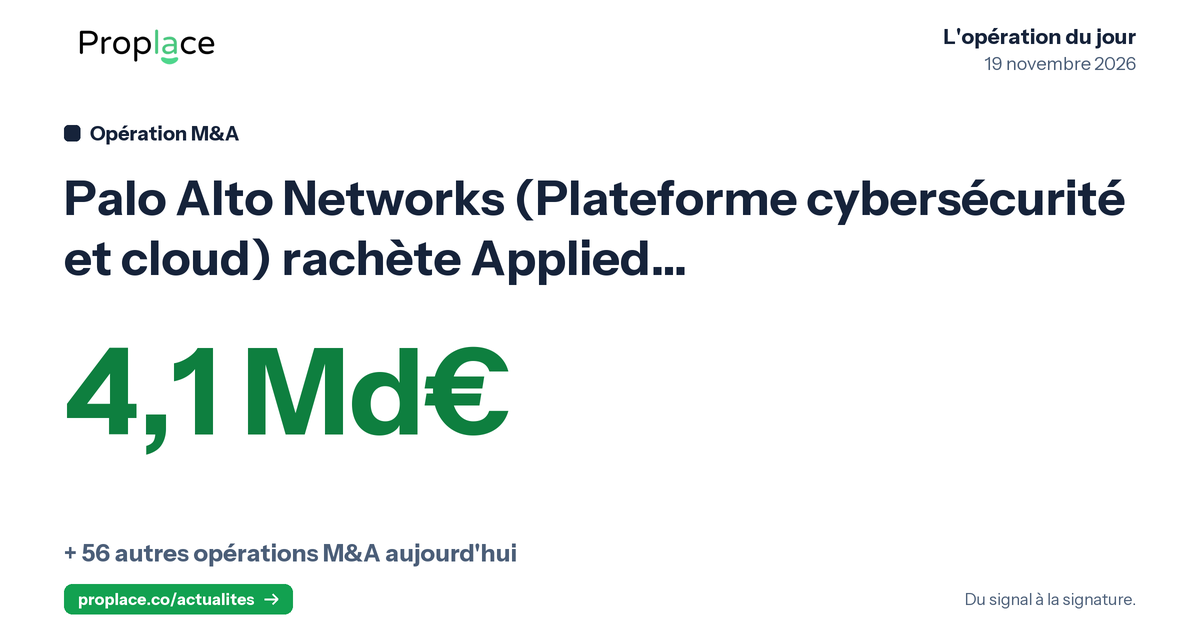 Proplace
L'opération du jour
19 novembre 2026
Opération M&A
Palo Alto Networks (Plateforme cybersécurité
et cloud) rachète Applied...
4,1 Md€
+ 56 autres opérations M&A aujourd'hui
proplace.co/actualites →
Du signal à la signature.